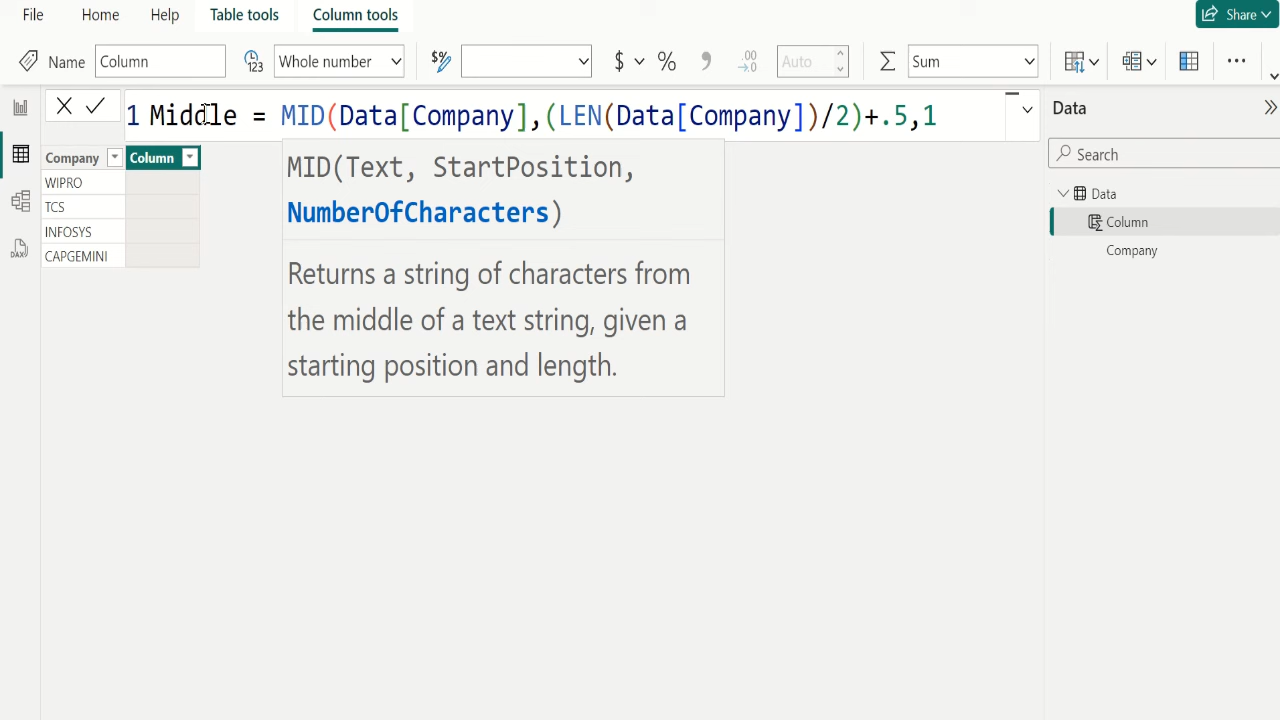 File Home Help Table tools Column tools Share
Name Column Whole number $ % Auto Σ Sum
1 Middle = MID(Data[Company],(LEN(Data[Company])/2)+.5,1
MID(Text, StartPosition,
NumberOfCharacters)
Returns a string of characters from
the middle of a text string, given a
starting position and length.
Company Column
WIPRO
TCS
INFOSYS
CAPGEMINI
Data
Search
Data
Column
Company